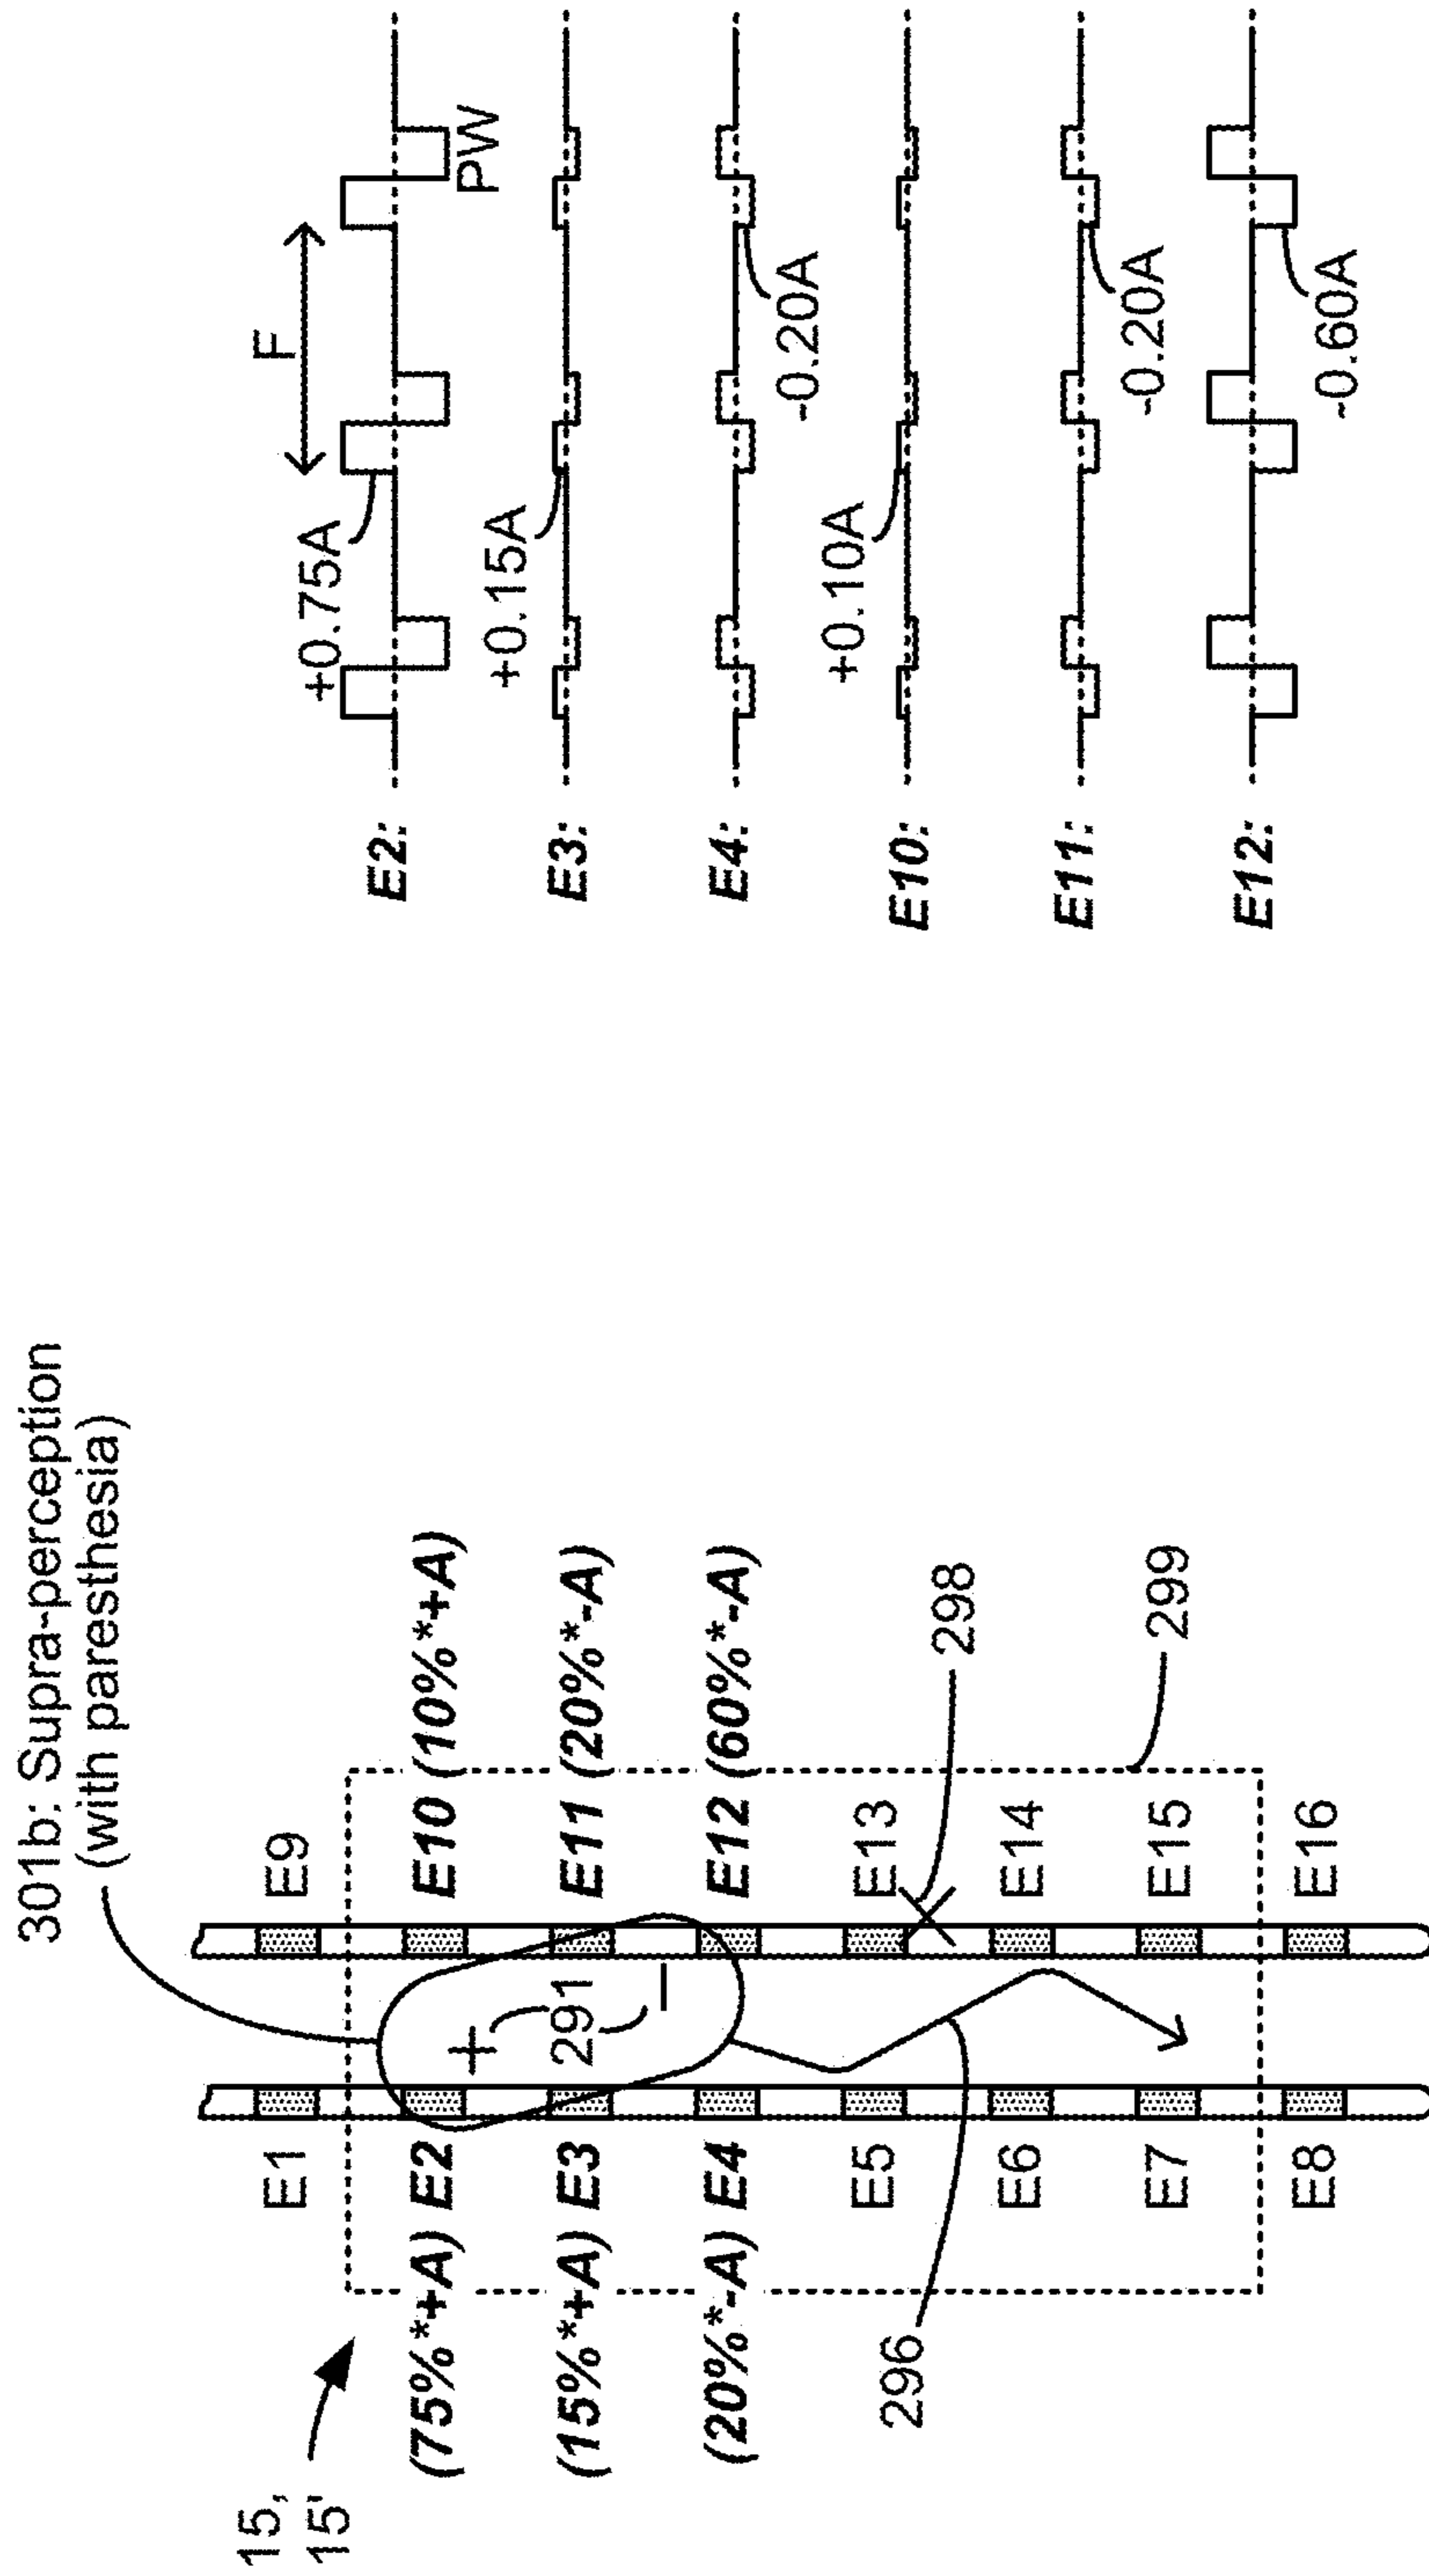 301b: Supra-perception
(with paresthesia)
15,
15'
E1
E9
(75%*+A) E2
E10 (10%*+A)
+
291
(15%*+A) E3
E11 (20%*-A)
–
(20%*-A) E4
E12 (60%*-A)
E5
E13
298
296
E6
E14
E7
E15
299
E8
E16
F
E2:
+0.75A
PW
E3:
+0.15A
E4:
-0.20A
E10:
+0.10A
E11:
-0.20A
E12:
-0.60A